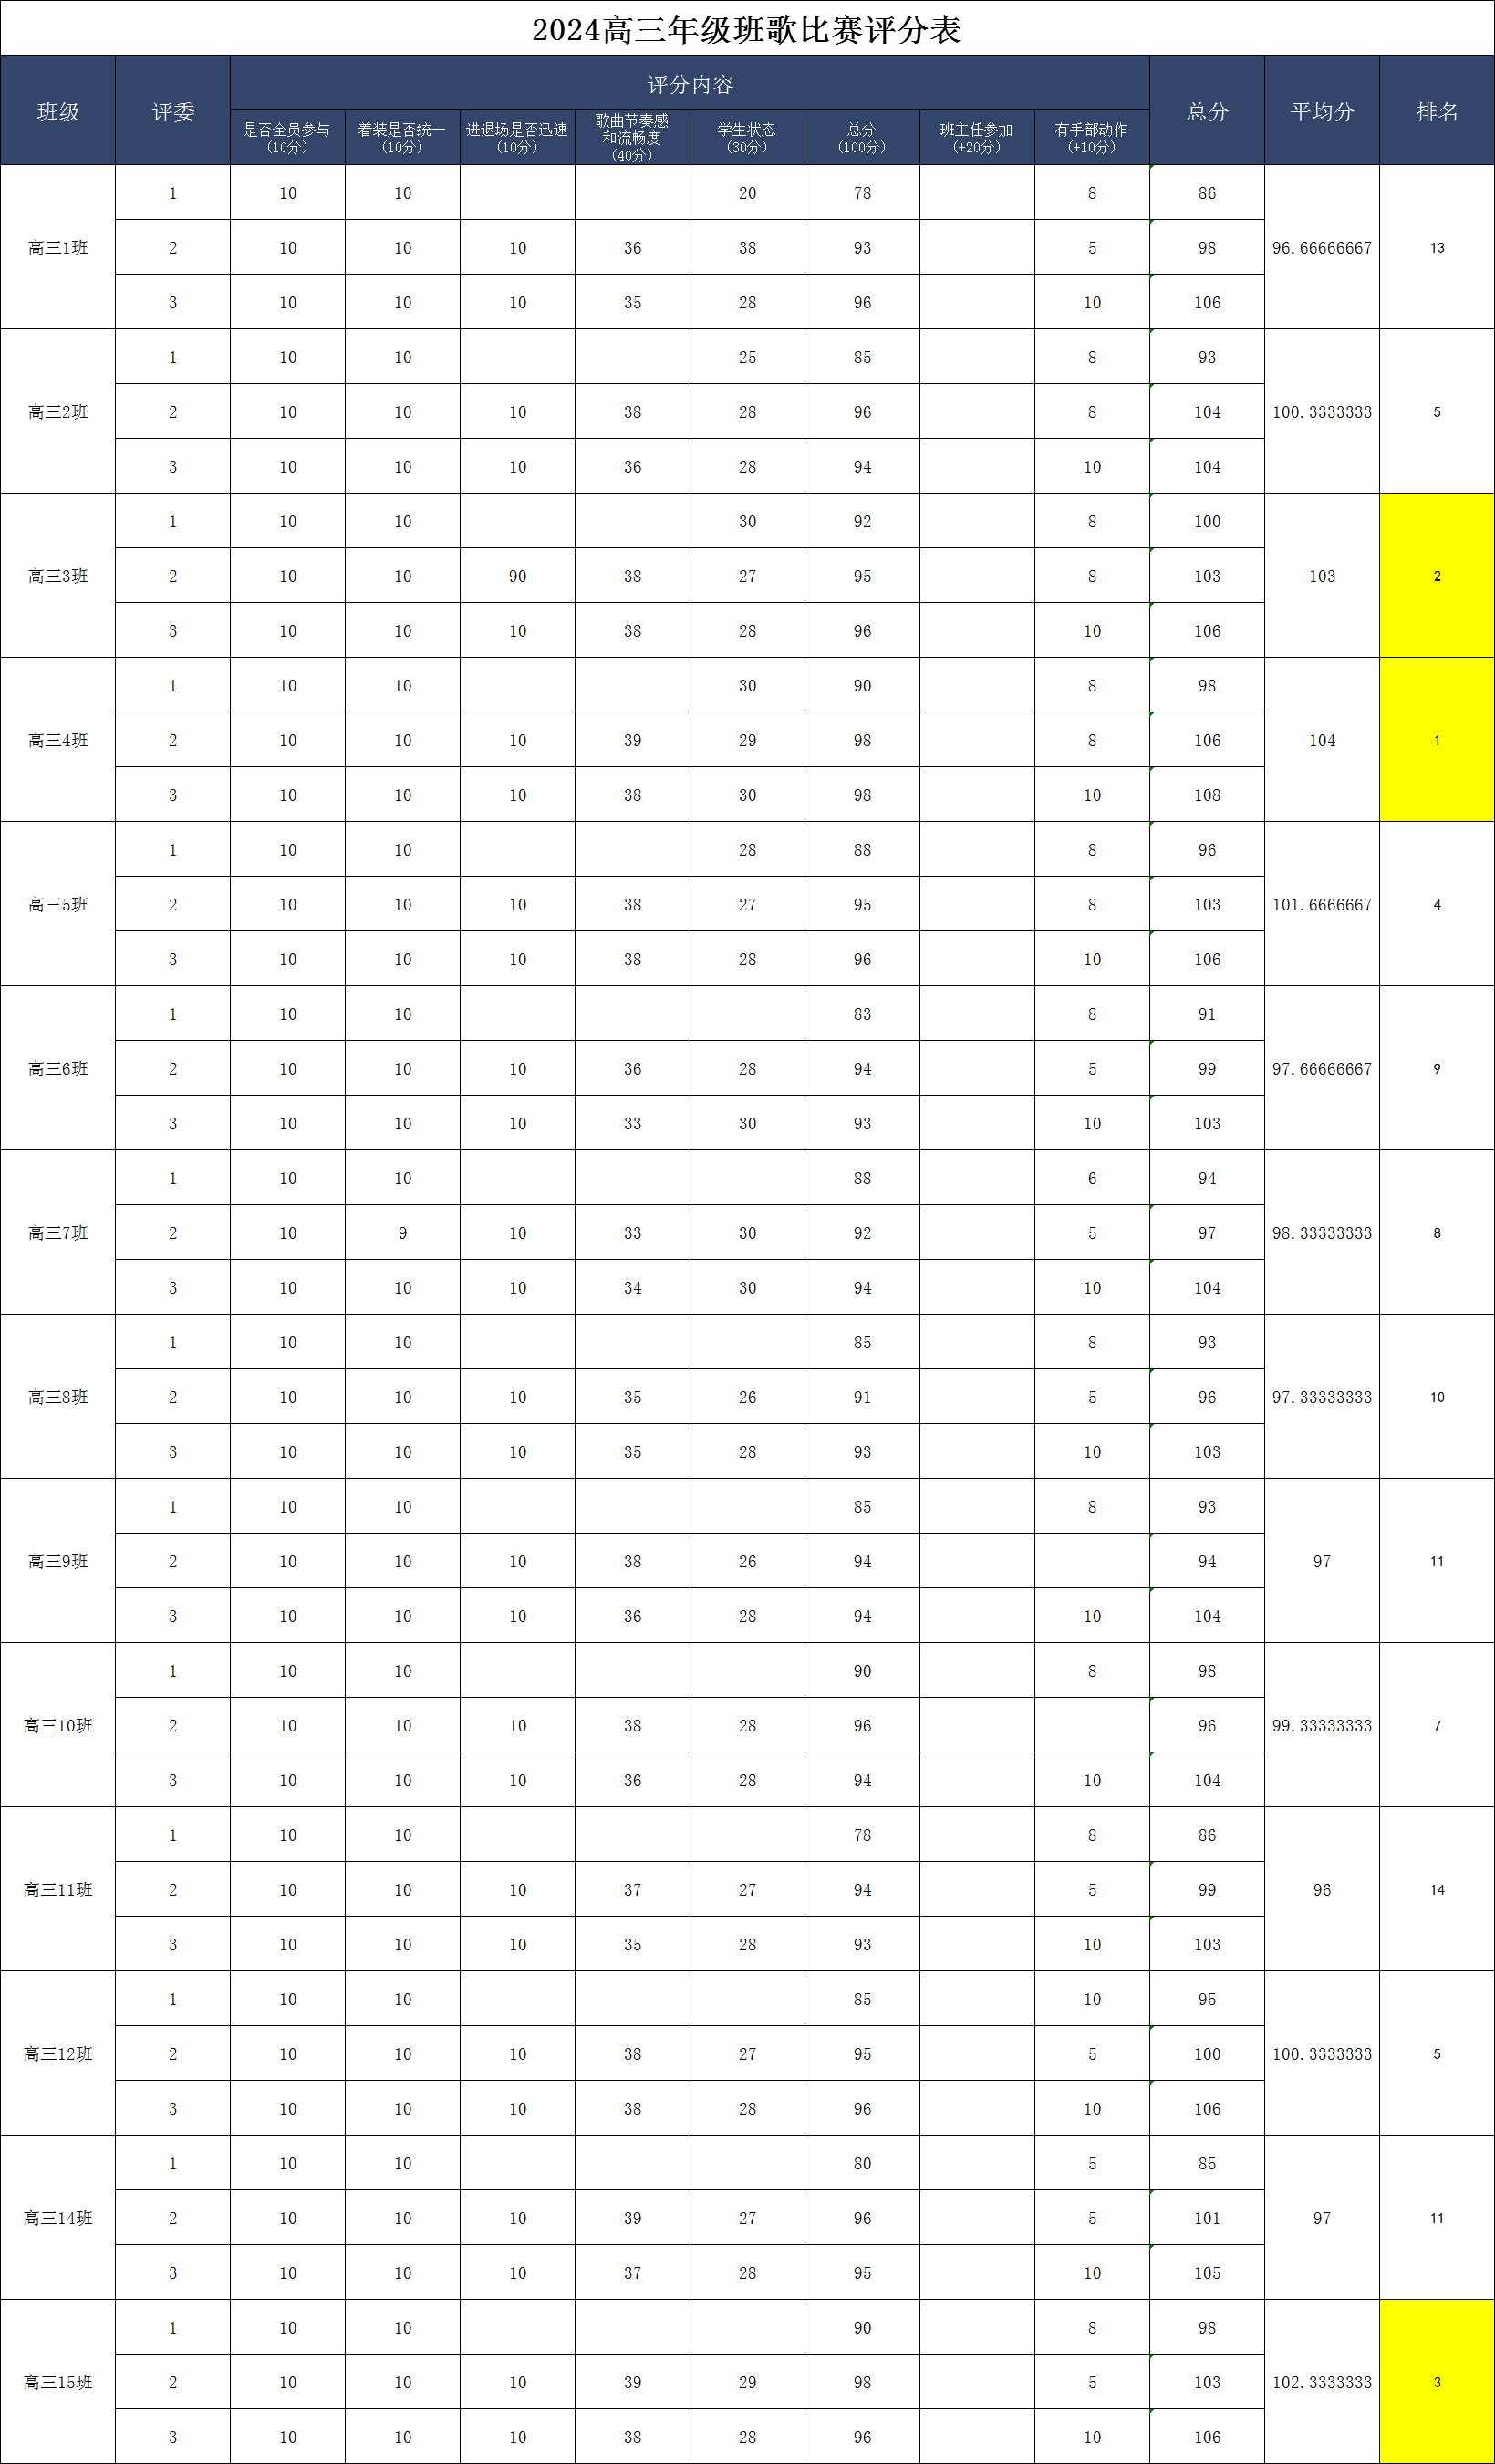 2024高三年级班歌比赛评分表
班级 评委 评分内容 总分 平均分 排名
是否全员参与（10分） 着装是否统一（10分） 进退场是否迅速（10分） 歌曲节奏感和流畅度（40分） 学生状态（30分） 总分（100分） 班主任参加（+20分） 有手部动作（+10分）
高三1班 1 10 10 20 78 8 86 96.66666667 13
2 10 10 10 36 38 93 5 98
3 10 10 10 35 28 96 10 106
高三2班 1 10 10 25 85 8 93 100.3333333 5
2 10 10 10 38 28 96 8 104
3 10 10 10 36 28 94 10 104
高三3班 1 10 10 30 92 8 100 103 2
2 10 10 90 38 27 95 8 103
3 10 10 10 38 28 96 10 106
高三4班 1 10 10 30 90 8 98 104 1
2 10 10 10 39 29 98 8 106
3 10 10 10 38 30 98 10 108
高三5班 1 10 10 28 88 8 96 101.6666667 4
2 10 10 10 38 27 95 8 103
3 10 10 10 38 28 96 10 106
高三6班 1 10 10 83 8 91 97.66666667 9
2 10 10 10 36 28 94 5 99
3 10 10 10 33 30 93 10 103
高三7班 1 10 10 88 6 94 98.33333333 8
2 10 9 10 33 30 92 5 97
3 10 10 10 34 30 94 10 104
高三8班 1 10 10 85 8 93 97.33333333 10
2 10 10 10 35 26 91 5 96
3 10 10 10 35 28 93 10 103
高三9班 1 10 10 85 8 93 97 11
2 10 10 10 38 26 94 94
3 10 10 10 36 28 94 10 104
高三10班 1 10 10 90 8 98 99.33333333 7
2 10 10 10 38 28 96 96
3 10 10 10 36 28 94 10 104
高三11班 1 10 10 78 8 86 96 14
2 10 10 10 37 27 94 5 99
3 10 10 10 35 28 93 10 103
高三12班 1 10 10 85 10 95 100.3333333 5
2 10 10 10 38 27 95 5 100
3 10 10 10 38 28 96 10 106
高三14班 1 10 10 80 5 85 97 11
2 10 10 10 39 27 96 5 101
3 10 10 10 37 28 95 10 105
高三15班 1 10 10 90 8 98 102.3333333 3
2 10 10 10 39 29 98 5 103
3 10 10 10 38 28 96 10 106